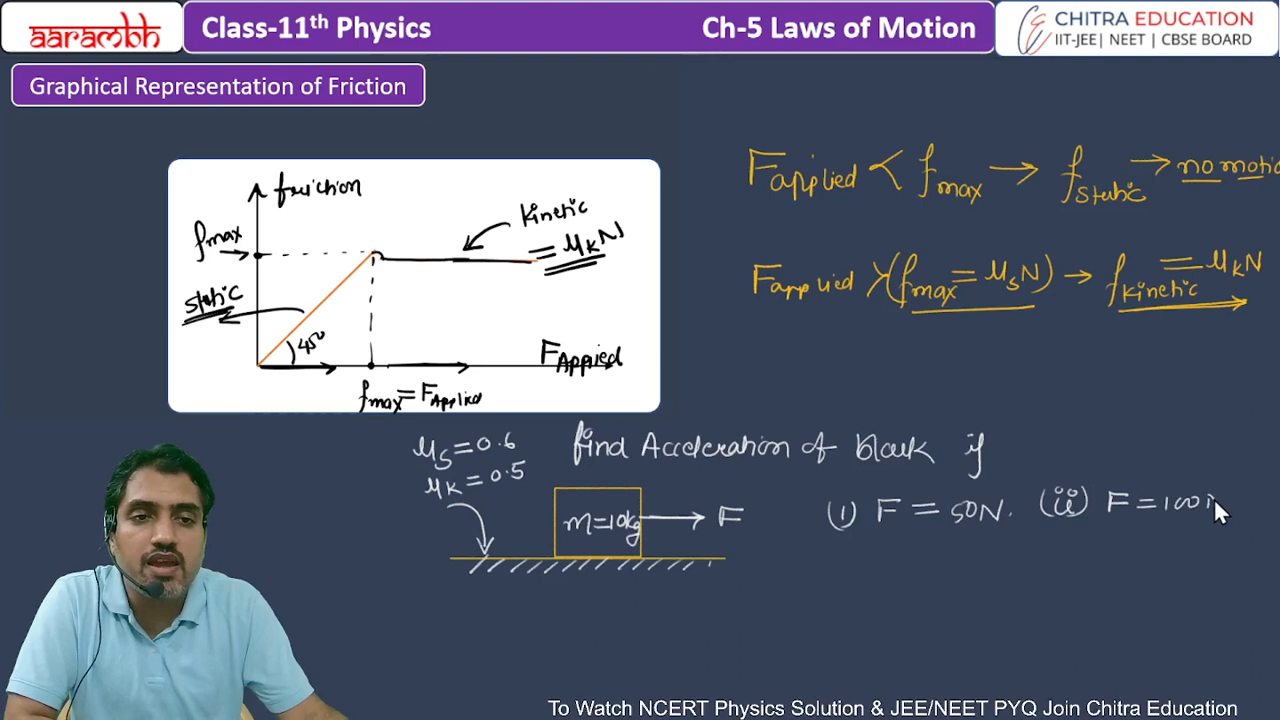 aarambh
Class-11th Physics
Ch-5 Laws of Motion
CHITRA EDUCATION
IIT-JEE| NEET | CBSE BOARD
Graphical Representation of Friction
friction
fmax
kinetic
= μKN
static
45°
FApplied
fmax = FApplied
Fapplied < fmax → fstatic → no motio
Fapplied > (fmax = μSN) → fkinetic = μKN
μS = 0.6
μK = 0.5
find Acceleration of block if
m=10kg → F
(i) F = 50N. (ii) F = 100
To Watch NCERT Physics Solution & JEE/NEET PYQ Join Chitra Education